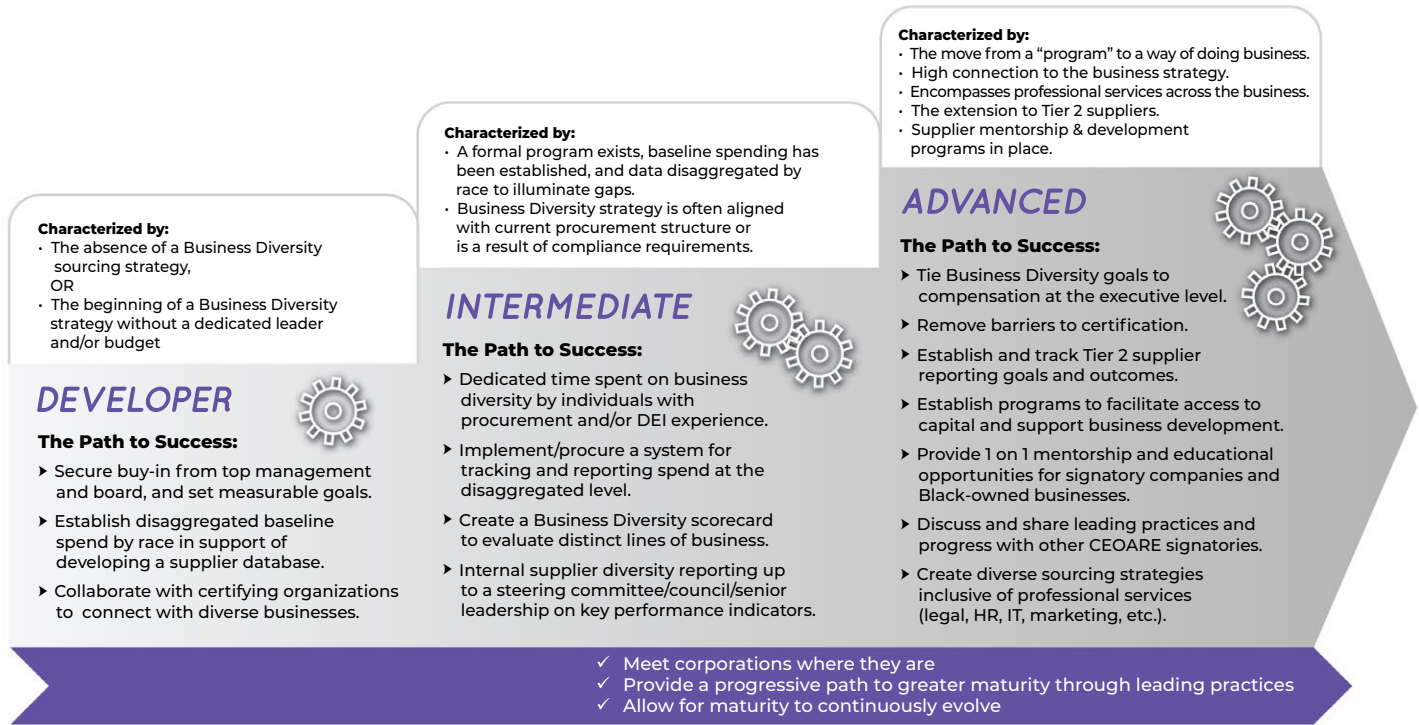 Characterized by:
· The absence of a Business Diversity
sourcing strategy,
OR
· The beginning of a Business Diversity
strategy without a dedicated leader
and/or budget
DEVELOPER
The Path to Success:
➤ Secure buy-in from top management
and board, and set measurable goals.
➤ Establish disaggregated baseline
spend by race in support of
developing a supplier database.
➤ Collaborate with certifying organizations
to connect with diverse businesses.
Characterized by:
· A formal program exists, baseline spending has
been established, and data disaggregated by
race to illuminate gaps.
· Business Diversity strategy is often aligned
with current procurement structure or
is a result of compliance requirements.
INTERMEDIATE
The Path to Success:
➤ Dedicated time spent on business
diversity by individuals with
procurement and/or DEI experience.
➤ Implement/procure a system for
tracking and reporting spend at the
disaggregated level.
➤ Create a Business Diversity scorecard
to evaluate distinct lines of business.
➤ Internal supplier diversity reporting up
to a steering committee/council/senior
leadership on key performance indicators.
Characterized by:
· The move from a “program” to a way of doing business.
· High connection to the business strategy.
· Encompasses professional services across the business.
· The extension to Tier 2 suppliers.
· Supplier mentorship & development
programs in place.
ADVANCED
The Path to Success:
➤ Tie Business Diversity goals to
compensation at the executive level.
➤ Remove barriers to certification.
➤ Establish and track Tier 2 supplier
reporting goals and outcomes.
➤ Establish programs to facilitate access to
capital and support business development.
➤ Provide 1 on 1 mentorship and educational
opportunities for signatory companies and
Black-owned businesses.
➤ Discuss and share leading practices and
progress with other CEOARE signatories.
➤ Create diverse sourcing strategies
inclusive of professional services
(legal, HR, IT, marketing, etc.).
✓ Meet corporations where they are
✓ Provide a progressive path to greater maturity through leading practices
✓ Allow for maturity to continuously evolve